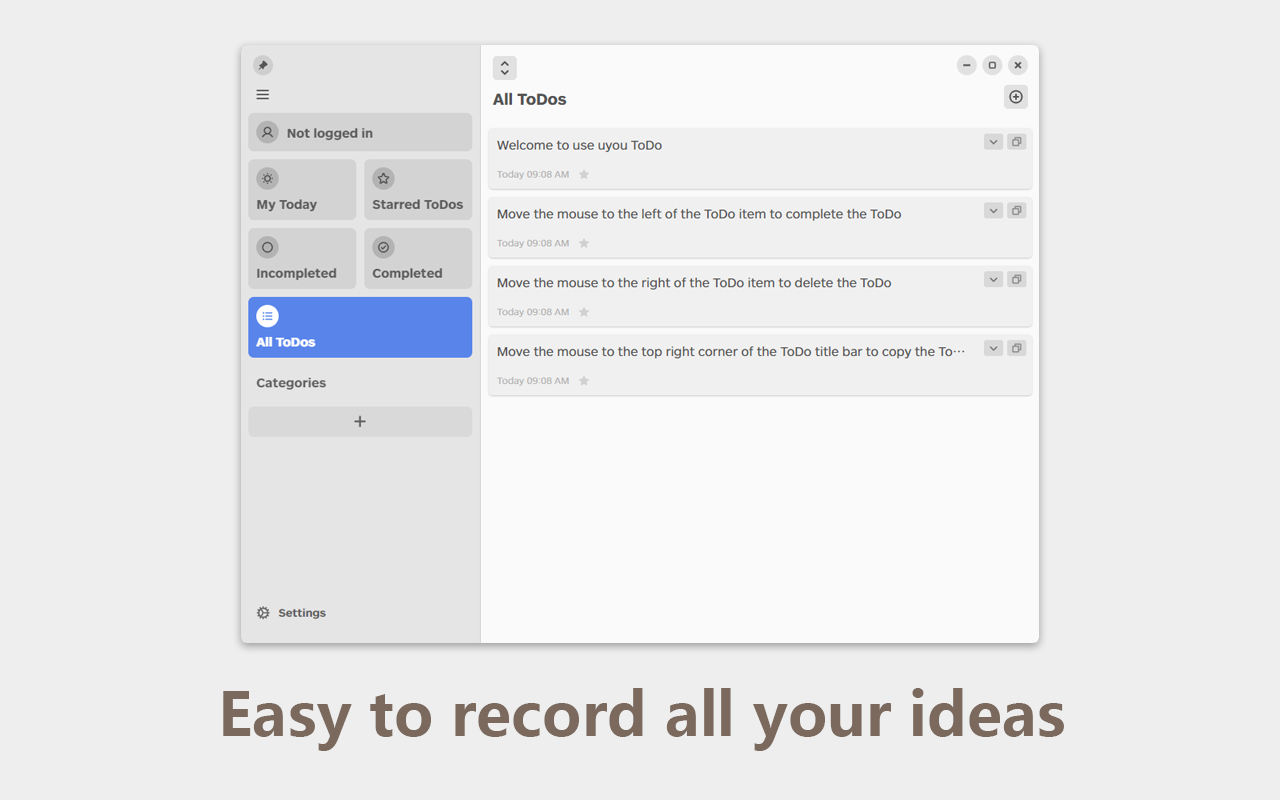 Not logged in
My Today
Starred ToDos
Incompleted
Completed
All ToDos
Categories
Settings
All ToDos
Welcome to use uyou ToDo
Today 09:08 AM
Move the mouse to the left of the ToDo item to complete the ToDo
Today 09:08 AM
Move the mouse to the right of the ToDo item to delete the ToDo
Today 09:08 AM
Move the mouse to the top right corner of the ToDo title bar to copy the To···
Today 09:08 AM
Easy to record all your ideas